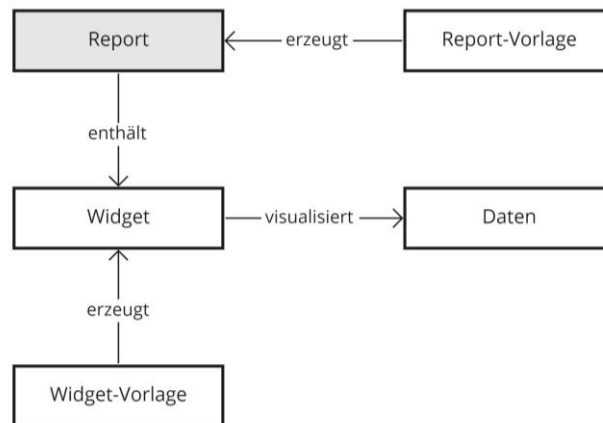 Report
erzeugt
Report-Vorlage
enthält
Widget
visualisiert
Daten
erzeugt
Widget-Vorlage